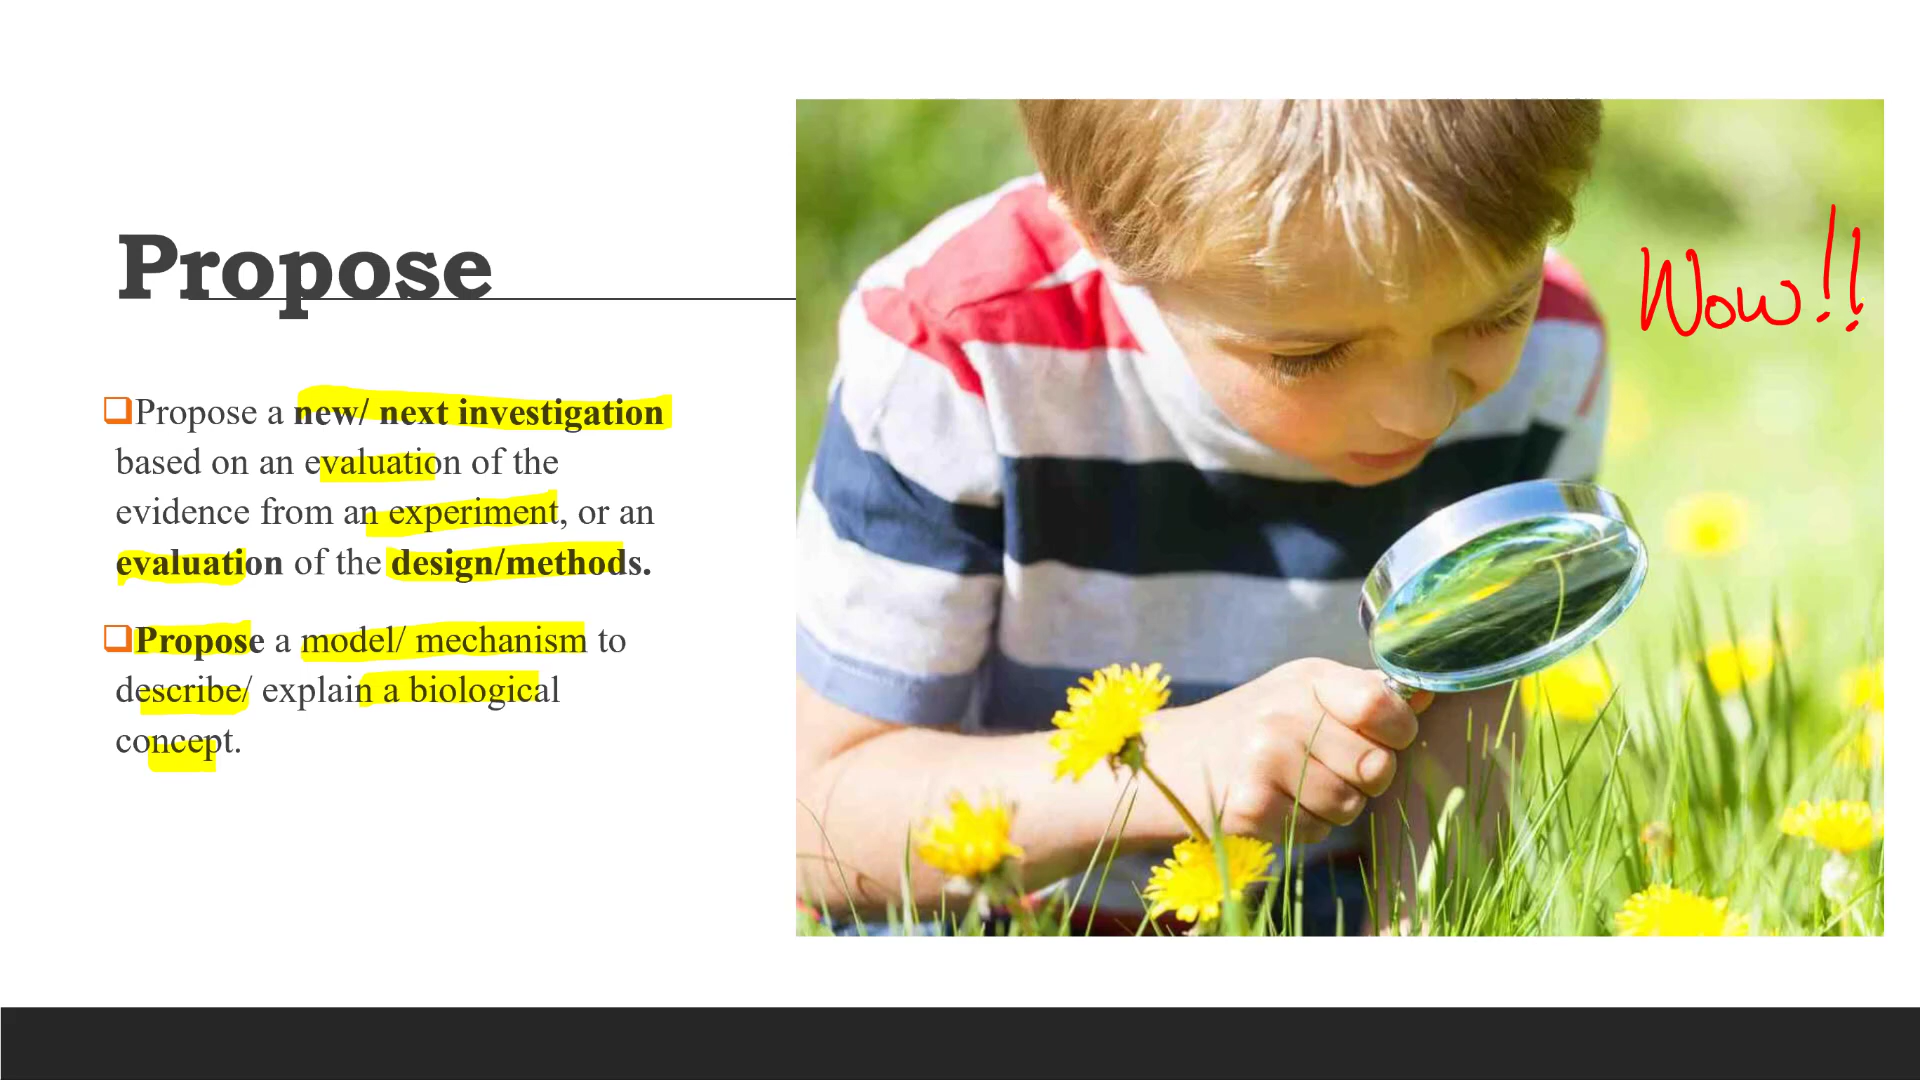 Propose
Propose a new/ next investigation
based on an evaluation of the
evidence from an experiment, or an
evaluation of the design/methods.
Propose a model/ mechanism to
describe/ explain a biological
concept.
Wow!!